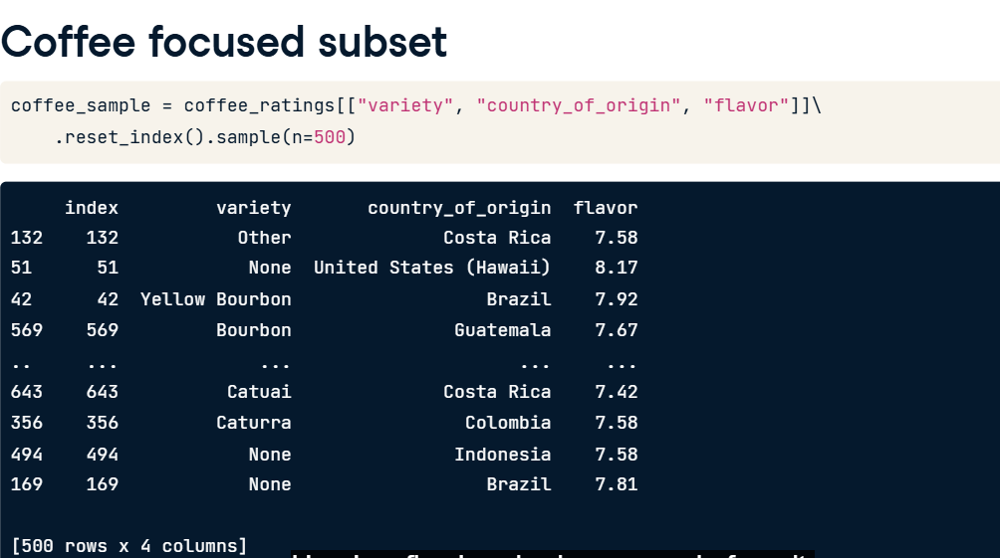 Coffee focused subset
coffee_sample = coffee_ratings[["variety", "country_of_origin", "flavor"]]\
    .reset_index().sample(n=500)
     index         variety       country_of_origin  flavor
132    132           Other              Costa Rica    7.58
51      51            None  United States (Hawaii)    8.17
42      42  Yellow Bourbon                  Brazil    7.92
569    569         Bourbon               Guatemala    7.67
..     ...             ...                     ...     ...
643    643          Catuai              Costa Rica    7.42
356    356         Caturra                Colombia    7.58
494    494            None               Indonesia    7.58
169    169            None                  Brazil    7.81
[500 rows x 4 columns]